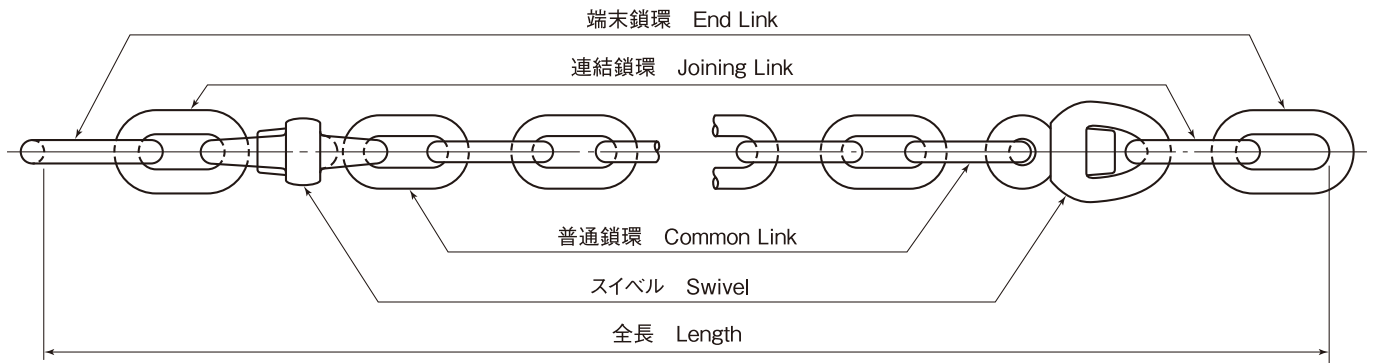 端末鎖環 End Link
連結鎖環 Joining Link
普通鎖環 Common Link
スイベル Swivel
全長 Length